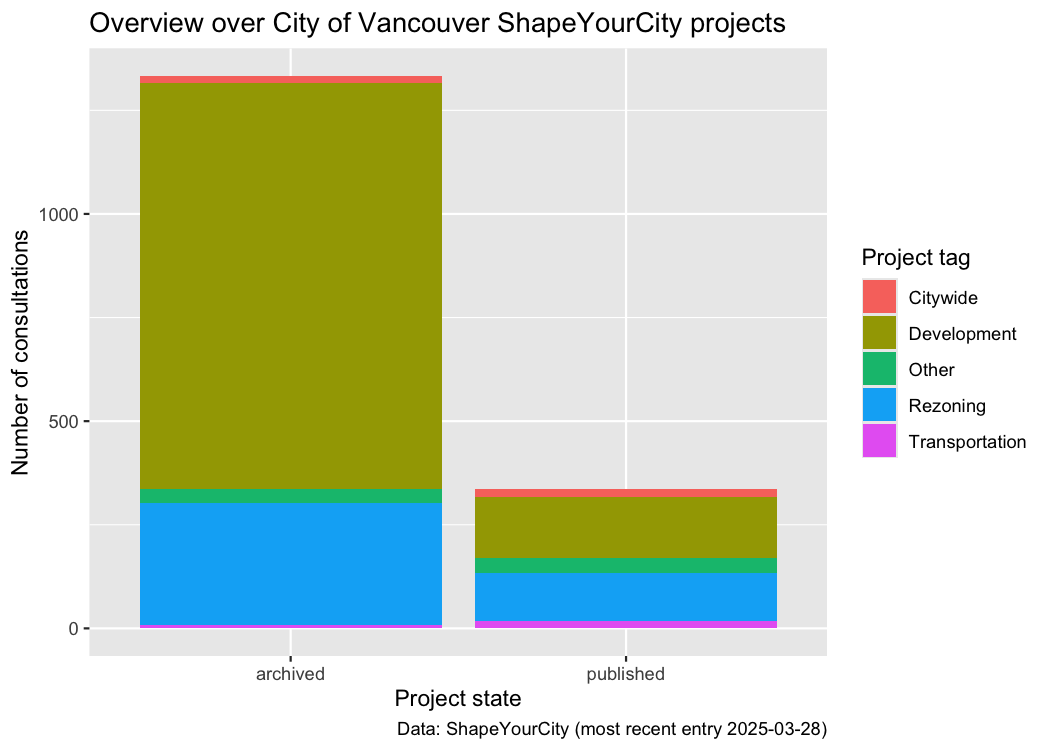 Overview over City of Vancouver ShapeYourCity projects
Number of consultations
1000
500
0
archived
published
Project state
Project tag
Citywide
Development
Other
Rezoning
Transportation
Data: ShapeYourCity (most recent entry 2025-03-28)